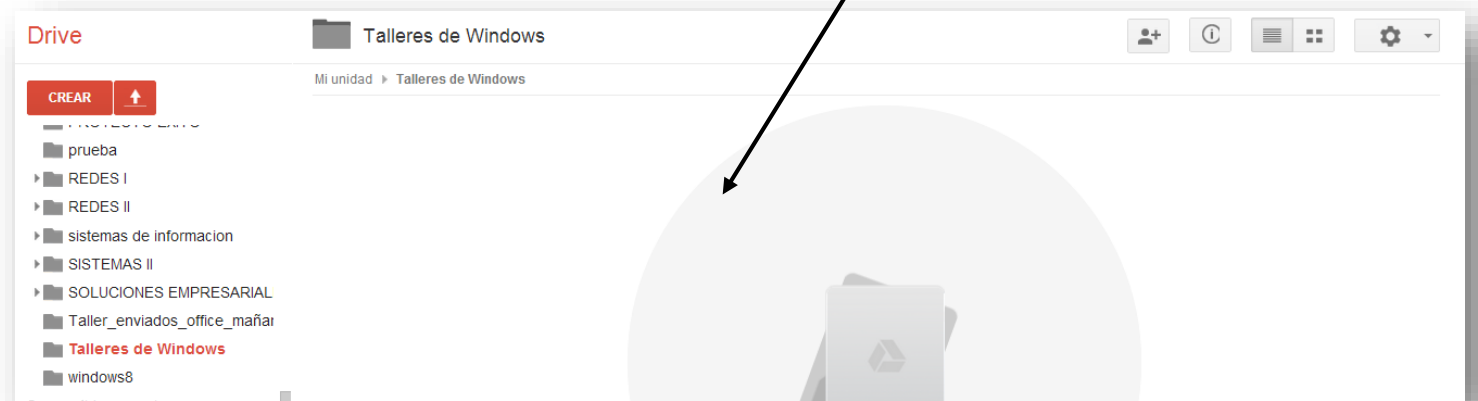 Drive
Talleres de Windows
Mi unidad Talleres de Windows
CREAR
prueba
REDES I
REDES II
sistemas de informacion
SISTEMAS II
SOLUCIONES EMPRESARIAL
Taller_enviados_office_mañar
Talleres de Windows
windows8